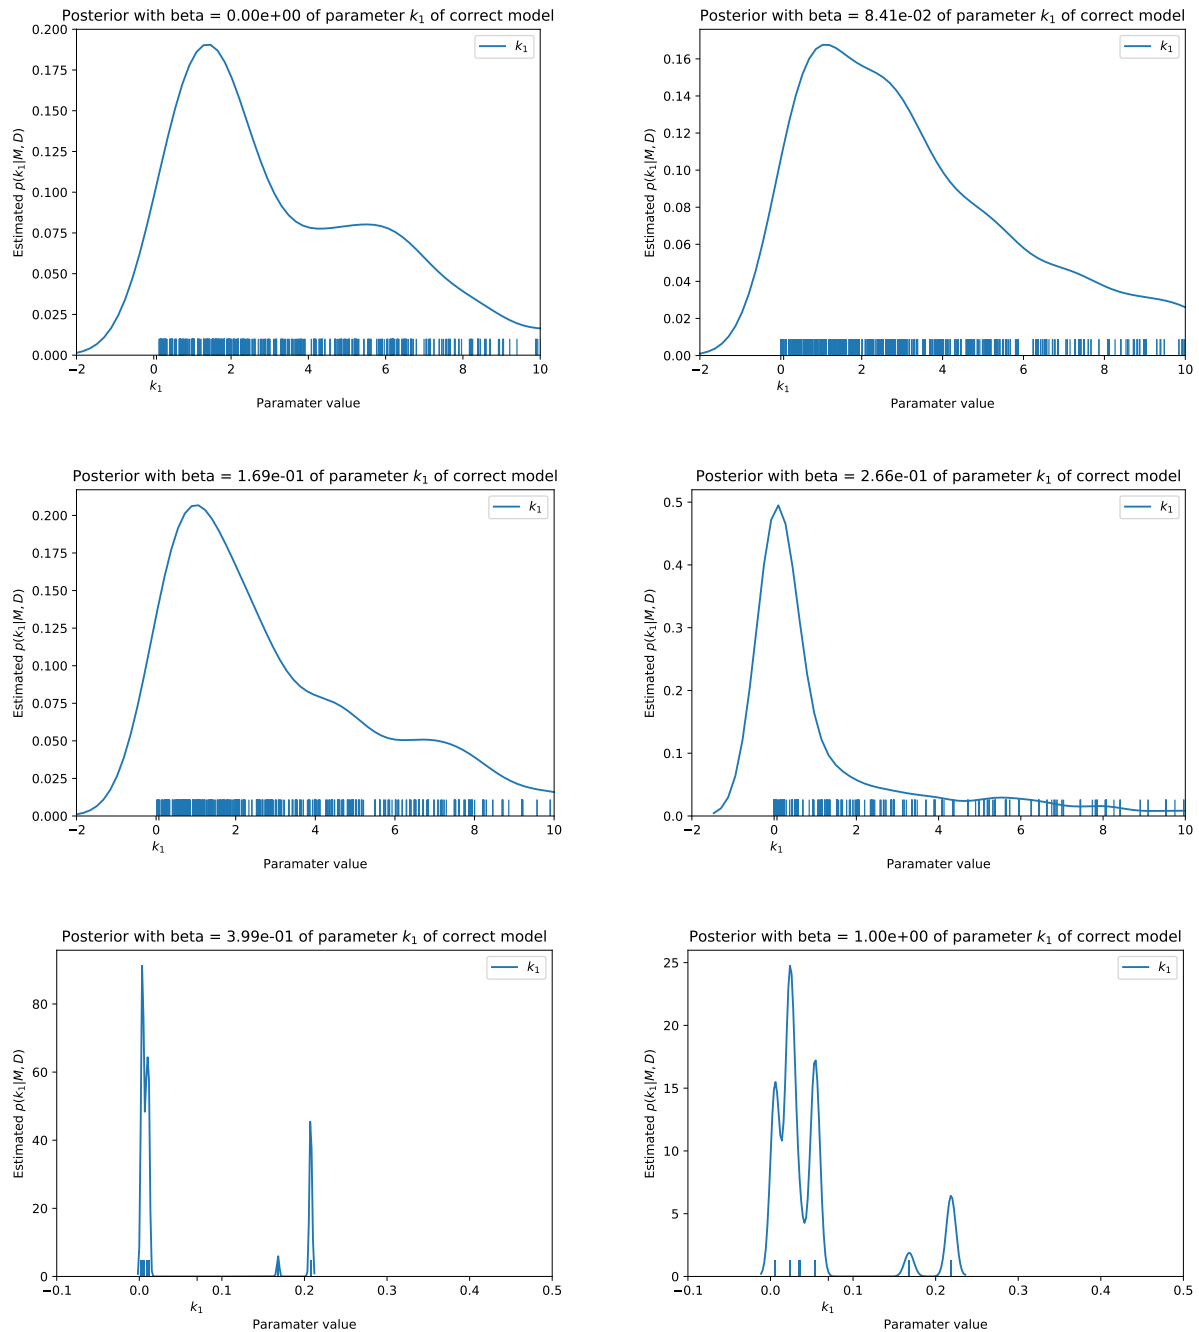 Posterior with beta = 0.00e+00 of parameter k₁ of correct model
k₁
0.200
0.175
0.150
0.125
0.100
0.075
0.050
0.025
0.000
Estimated p(k₁|M, D)
−2 0 2 4 6 8 10
k₁
Paramater value
Posterior with beta = 8.41e-02 of parameter k₁ of correct model
k₁
0.16
0.14
0.12
0.10
0.08
0.06
0.04
0.02
0.00
Estimated p(k₁|M, D)
−2 0 2 4 6 8 10
k₁
Paramater value
Posterior with beta = 1.69e-01 of parameter k₁ of correct model
k₁
0.200
0.175
0.150
0.125
0.100
0.075
0.050
0.025
0.000
Estimated p(k₁|M, D)
−2 0 2 4 6 8 10
k₁
Paramater value
Posterior with beta = 2.66e-01 of parameter k₁ of correct model
k₁
0.5
0.4
0.3
0.2
0.1
0.0
Estimated p(k₁|M, D)
−2 0 2 4 6 8 10
k₁
Paramater value
Posterior with beta = 3.99e-01 of parameter k₁ of correct model
k₁
80
60
40
20
0
Estimated p(k₁|M, D)
−0.1 0.0 0.1 0.2 0.3 0.4 0.5
k₁
Paramater value
Posterior with beta = 1.00e+00 of parameter k₁ of correct model
k₁
25
20
15
10
5
0
Estimated p(k₁|M, D)
−0.1 0.0 0.1 0.2 0.3 0.4 0.5
k₁
Paramater value